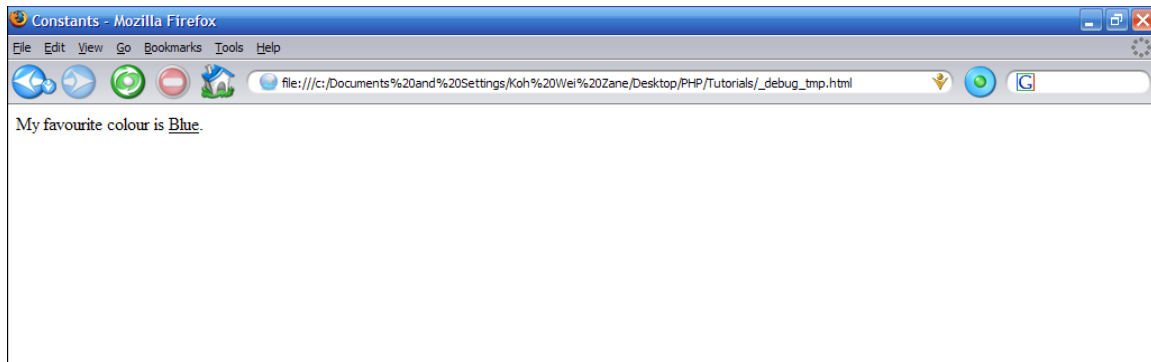 Constants - Mozilla Firefox
File Edit View Go Bookmarks Tools Help
file:///c:/Documents%20and%20Settings/Koh%20Wei%20Zane/Desktop/PHP/Tutorials/_debug_tmp.html G
My favourite colour is Blue.